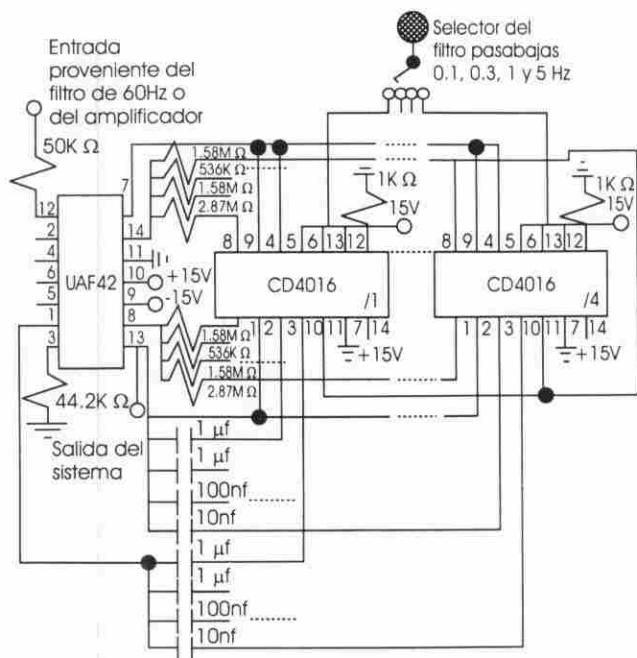 Entrada
proveniente del
filtro de 60Hz o
del amplificador
50K Ω
Selector del
filtro pasabajas
0.1, 0.3, 1 y 5 Hz
12
2
4
6
5
1
3
UAF42
7
14
11
10
9
8
13
+15V
-15V
1.58M Ω
536K Ω
1.58M Ω
2.87M Ω
1K Ω
15V
8 9 4 5 6 13 12
CD4016
/1
1 2 3 10 11 7 14
+15V
1K Ω
15V
8 9 4 5 6 13 12
CD4016
/4
1 2 3 10 11 7 14
+15V
1.58M Ω
536K Ω
1.58M Ω
2.87M Ω
44.2K Ω
Salida del
sistema
1 µf
1 µf
100nf
10nf
1 µf
1 µf
100nf
10nf